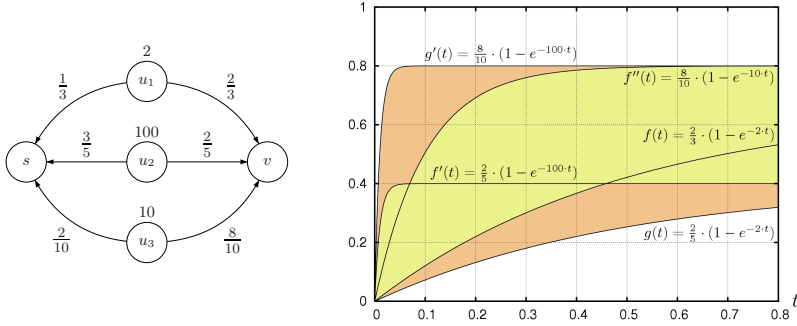 2
u₁
1/3
2/3
100
s
3/5
u₂
2/5
v
10
u₃
2/10
8/10
1
0.8
0.6
0.4
0.2
0
g′(t) = 8/10 · (1 − e^{−100·t})
f″(t) = 8/10 · (1 − e^{−10·t})
f(t) = 2/3 · (1 − e^{−2·t})
f′(t) = 2/5 · (1 − e^{−100·t})
g(t) = 2/5 · (1 − e^{−2·t})
0 0.1 0.2 0.3 0.4 0.5 0.6 0.7 0.8
t